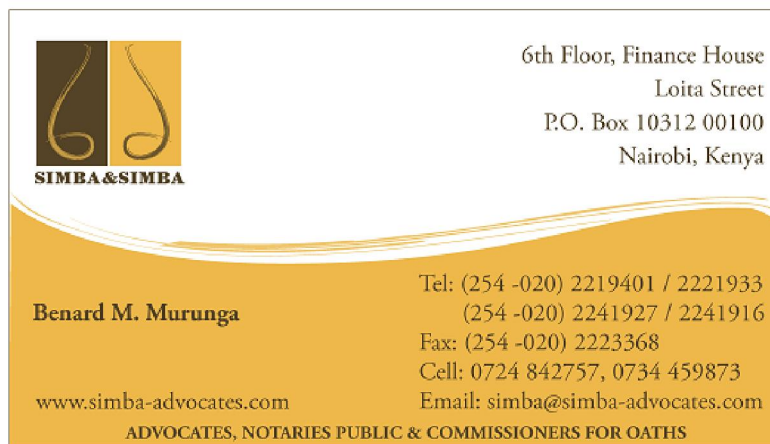 SIMBA&SIMBA
6th Floor, Finance House
Loita Street
P.O. Box 10312 00100
Nairobi, Kenya
Benard M. Murunga
www.simba-advocates.com
Tel: (254 -020) 2219401 / 2221933
(254 -020) 2241927 / 2241916
Fax: (254 -020) 2223368
Cell: 0724 842757, 0734 459873
Email: simba@simba-advocates.com
ADVOCATES, NOTARIES PUBLIC & COMMISSIONERS FOR OATHS